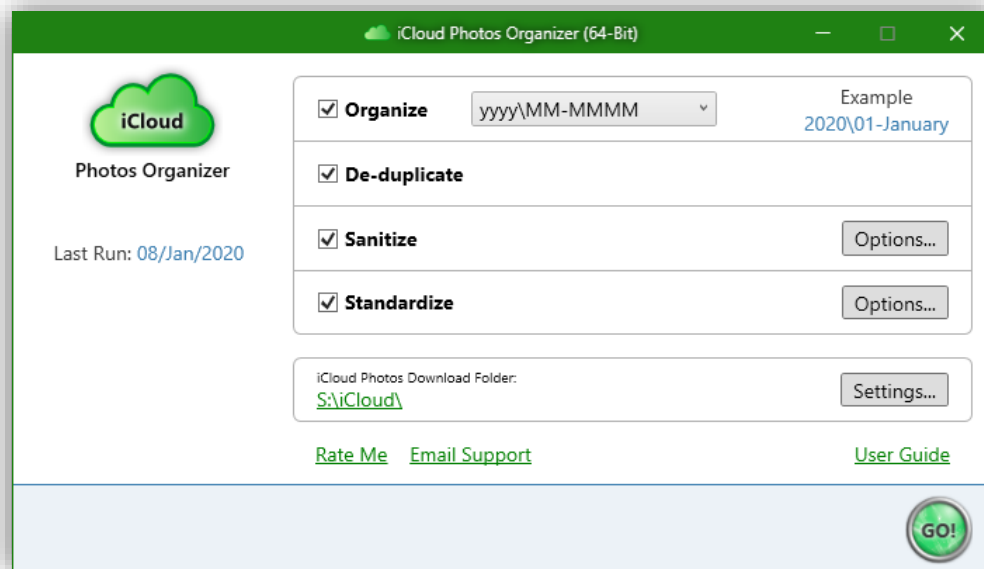 iCloud Photos Organizer (64-Bit)
iCloud
Photos Organizer
Last Run: 08/Jan/2020
Organize
yyyy\MM-MMMM
Example
2020\01-January
De-duplicate
Sanitize
Options...
Standardize
Options...
iCloud Photos Download Folder:
S:\iCloud\
Settings...
Rate Me
Email Support
User Guide
GO!